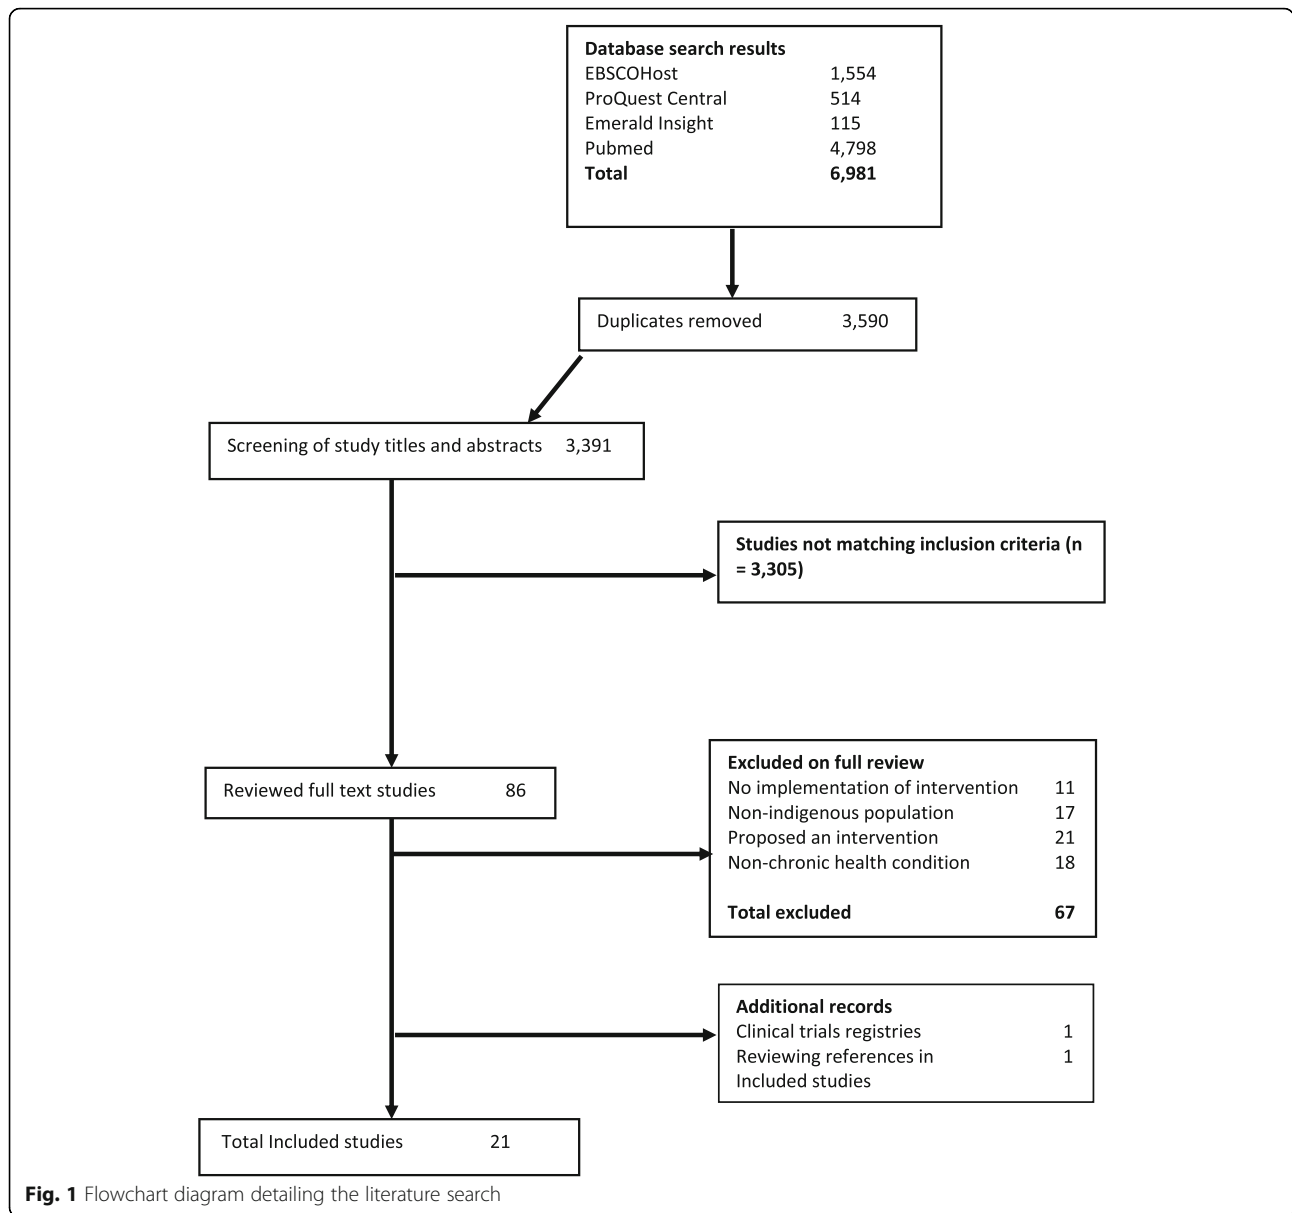 Database search results
EBSCOHost 1,554
ProQuest Central 514
Emerald Insight 115
Pubmed 4,798
Total 6,981
Duplicates removed 3,590
Screening of study titles and abstracts 3,391
Studies not matching inclusion criteria (n
= 3,305)
Reviewed full text studies 86
Excluded on full review
No implementation of intervention 11
Non-indigenous population 17
Proposed an intervention 21
Non-chronic health condition 18
Total excluded 67
Additional records
Clinical trials registries 1
Reviewing references in 1
Included studies
Total Included studies 21
Fig. 1 Flowchart diagram detailing the literature search